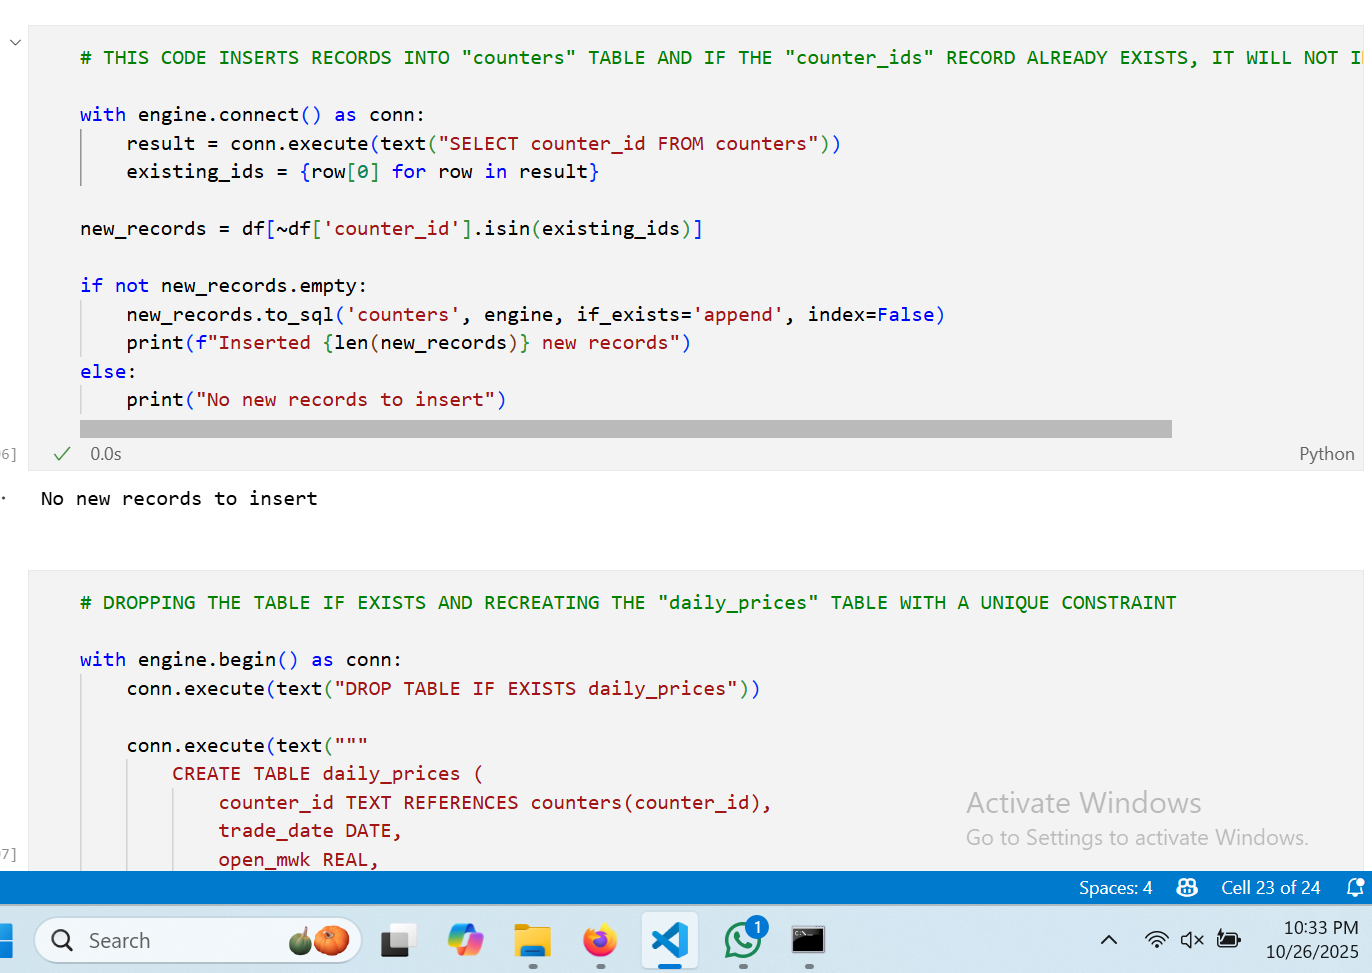 # THIS CODE INSERTS RECORDS INTO "counters" TABLE AND IF THE "counter_ids" RECORD ALREADY EXISTS, IT WILL NOT
with engine.connect() as conn:
    result = conn.execute(text("SELECT counter_id FROM counters"))
    existing_ids = {row[0] for row in result}
new_records = df[~df['counter_id'].isin(existing_ids)]
if not new_records.empty:
    new_records.to_sql('counters', engine, if_exists='append', index=False)
    print(f"Inserted {len(new_records)} new records")
else:
    print("No new records to insert")
6]
0.0s
Python
No new records to insert
# DROPPING THE TABLE IF EXISTS AND RECREATING THE "daily_prices" TABLE WITH A UNIQUE CONSTRAINT
with engine.begin() as conn:
    conn.execute(text("DROP TABLE IF EXISTS daily_prices"))
    conn.execute(text("""
        CREATE TABLE daily_prices (
            counter_id TEXT REFERENCES counters(counter_id),
            trade_date DATE,
            open_mwk REAL,
7]
Activate Windows
Go to Settings to activate Windows.
Spaces: 4
Cell 23 of 24
Search
1
10:33 PM
10/26/2025